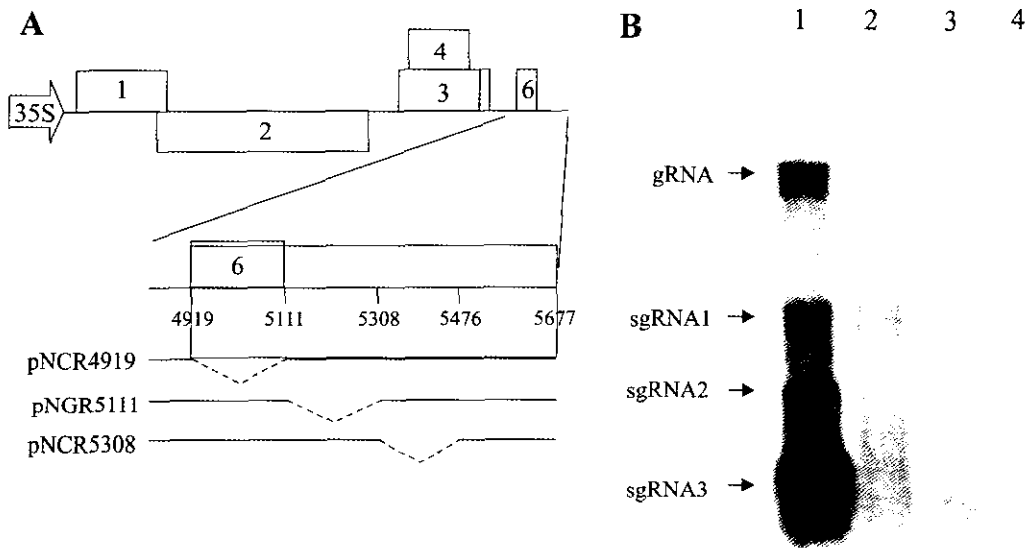 A
B
1 2 3 4
4
35S 1 3 6
2
gRNA
6
sgRNA1
4919 5111 5308 5476 5677
pNCR4919
sgRNA2
pNGR5111
pNCR5308
sgRNA3